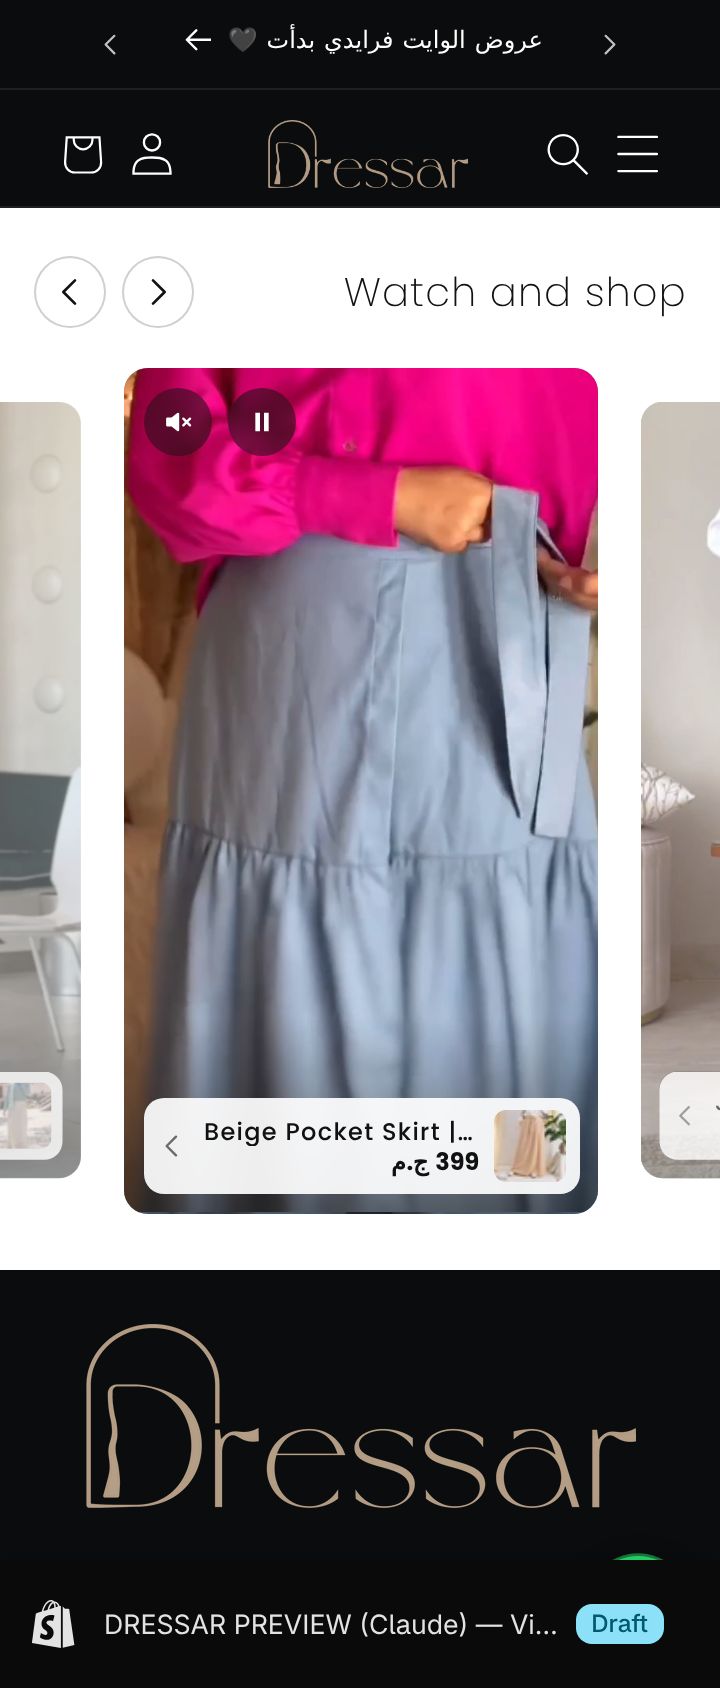 عروض الوايت فرايدي بدأت 🖤 ←
Dressar
Watch and shop
Beige Pocket Skirt |...
399 ج.م
Dressar
DRESSAR PREVIEW (Claude) — Vi...
Draft